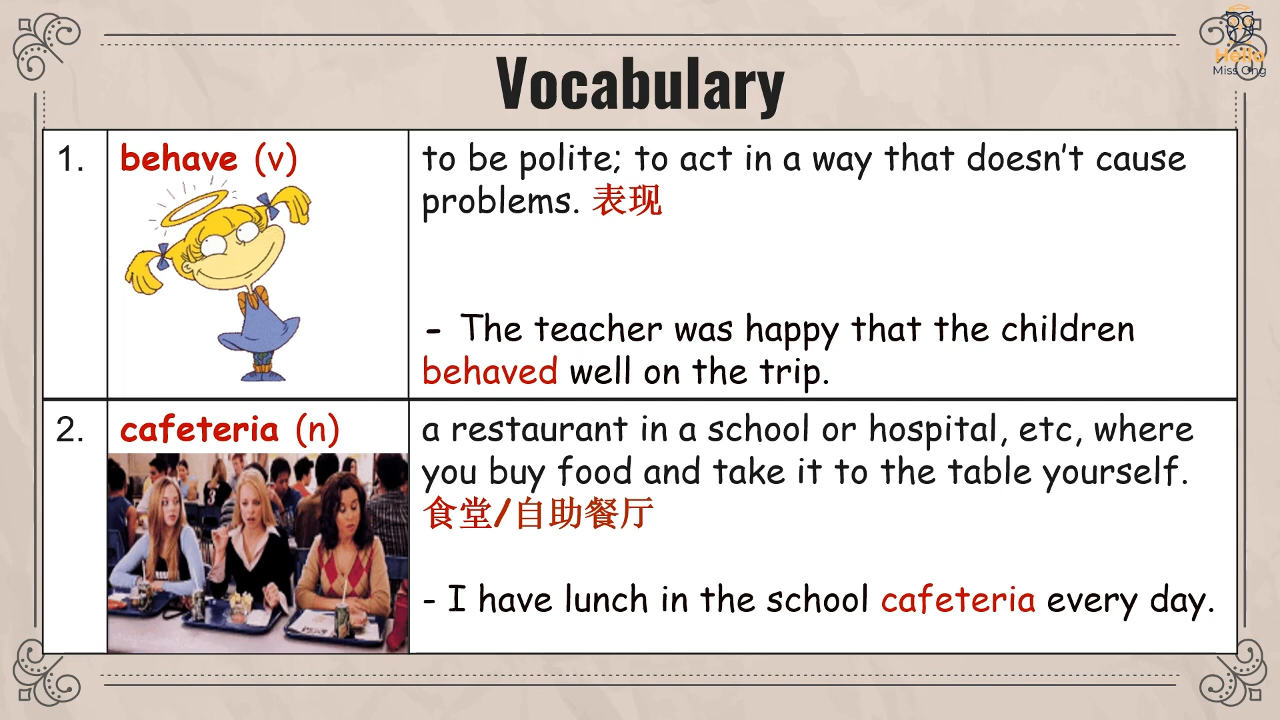 Hello
Miss Ong
Vocabulary
1.
behave (v)
to be polite; to act in a way that doesn't cause
problems. 表现
- The teacher was happy that the children
behaved well on the trip.
2.
cafeteria (n)
a restaurant in a school or hospital, etc, where
you buy food and take it to the table yourself.
食堂/自助餐厅
- I have lunch in the school cafeteria every day.